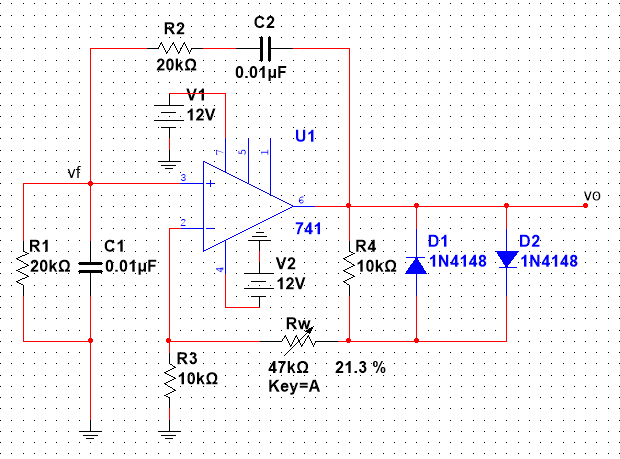 C2
R2
20kΩ
0.01µF
V1
12V
U1
7
5
1
vf
3
6
vo
2
741
R1
20kΩ
C1
0.01µF
4
V2
12V
R4
10kΩ
D1
1N4148
D2
1N4148
Rw
R3
10kΩ
47kΩ
21.3 %
Key=A